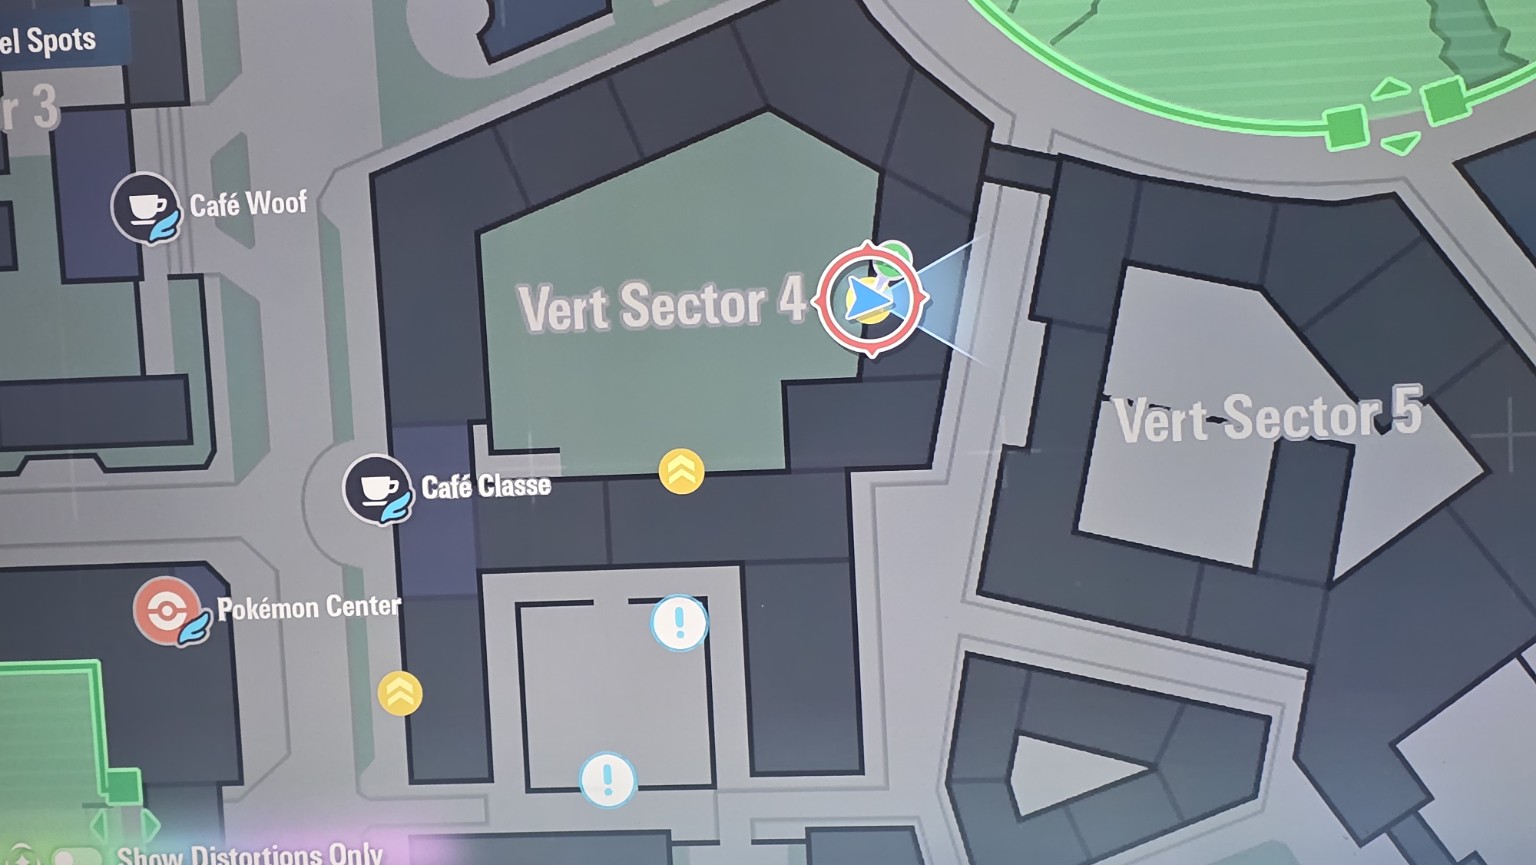 el Spots
r 3
Café Woof
Vert Sector 4
Vert Sector 5
Café Classe
Pokémon Center
Show Distortions Only